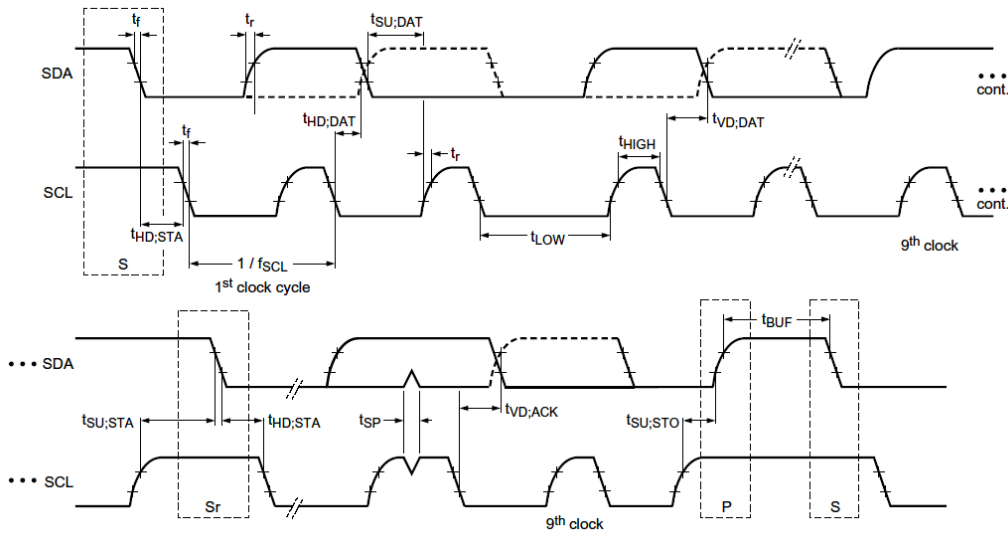 tf
tr
tSU;DAT
SDA
cont.
tHD;DAT
tVD;DAT
tf
tr
tHIGH
SCL
cont.
tHD;STA
tLOW
9th clock
S
1 / fSCL
1st clock cycle
tBUF
SDA
tSU;STA
tHD;STA
tSP
tVD;ACK
tSU;STO
SCL
Sr
9th clock
P
S